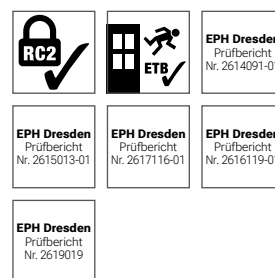 RC2
ETB
EPH Dresden
Prüfbericht
Nr. 2614091-01
EPH Dresden
Prüfbericht
Nr. 2615013-01
EPH Dresden
Prüfbericht
Nr. 2617116-01
EPH Dresden
Prüfbericht
Nr. 2616119-01
EPH Dresden
Prüfbericht
Nr. 2619019